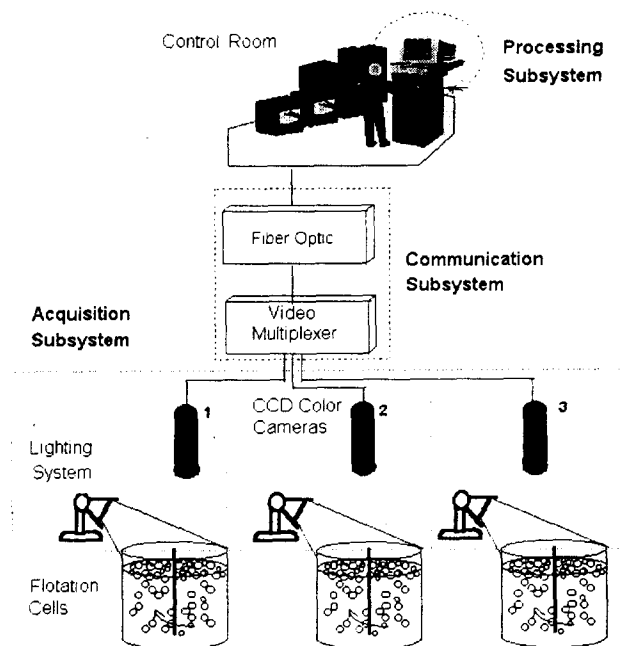 Control Room
Processing
Subsystem
Fiber Optic
Communication
Subsystem
Acquisition
Subsystem
Video
Multiplexer
1
CCD Color
Cameras
2
3
Lighting
System
Flotation
Cells